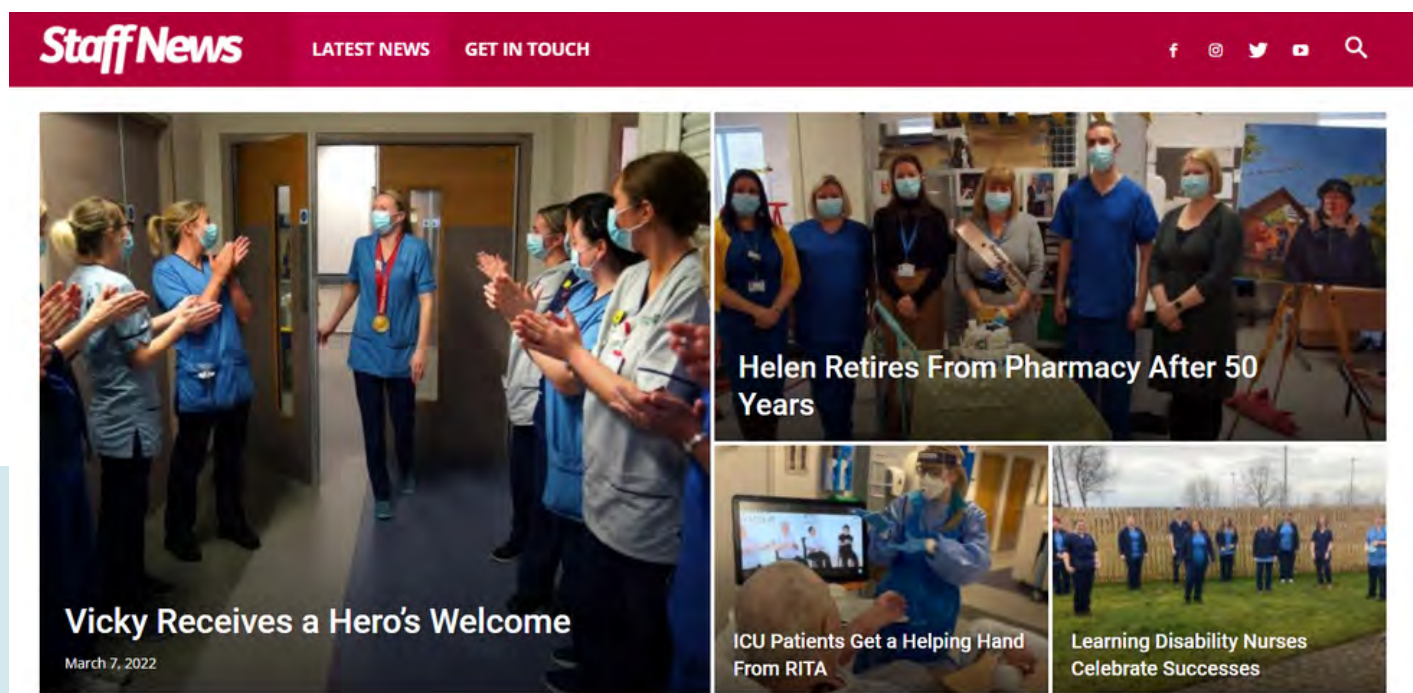 Staff News
LATEST NEWS
GET IN TOUCH
Helen Retires From Pharmacy After 50
Years
Vicky Receives a Hero's Welcome
March 7, 2022
ICU Patients Get a Helping Hand
From RITA
Learning Disability Nurses
Celebrate Successes